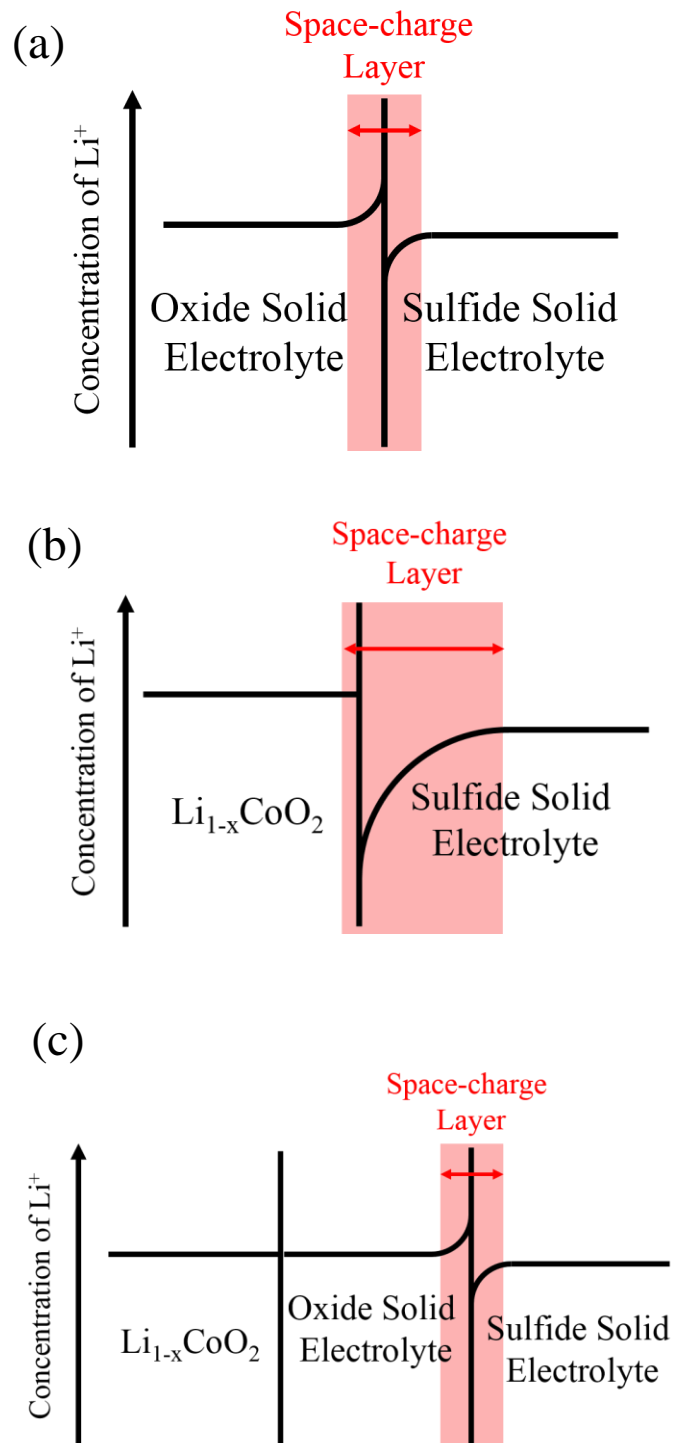 (a)
Space-charge
Layer
Concentration of Li⁺
Oxide Solid
Electrolyte
Sulfide Solid
Electrolyte
(b)
Space-charge
Layer
Concentration of Li⁺
Li₁₋ₓCoO₂
Sulfide Solid
Electrolyte
(c)
Space-charge
Layer
Concentration of Li⁺
Li₁₋ₓCoO₂
Oxide Solid
Electrolyte
Sulfide Solid
Electrolyte